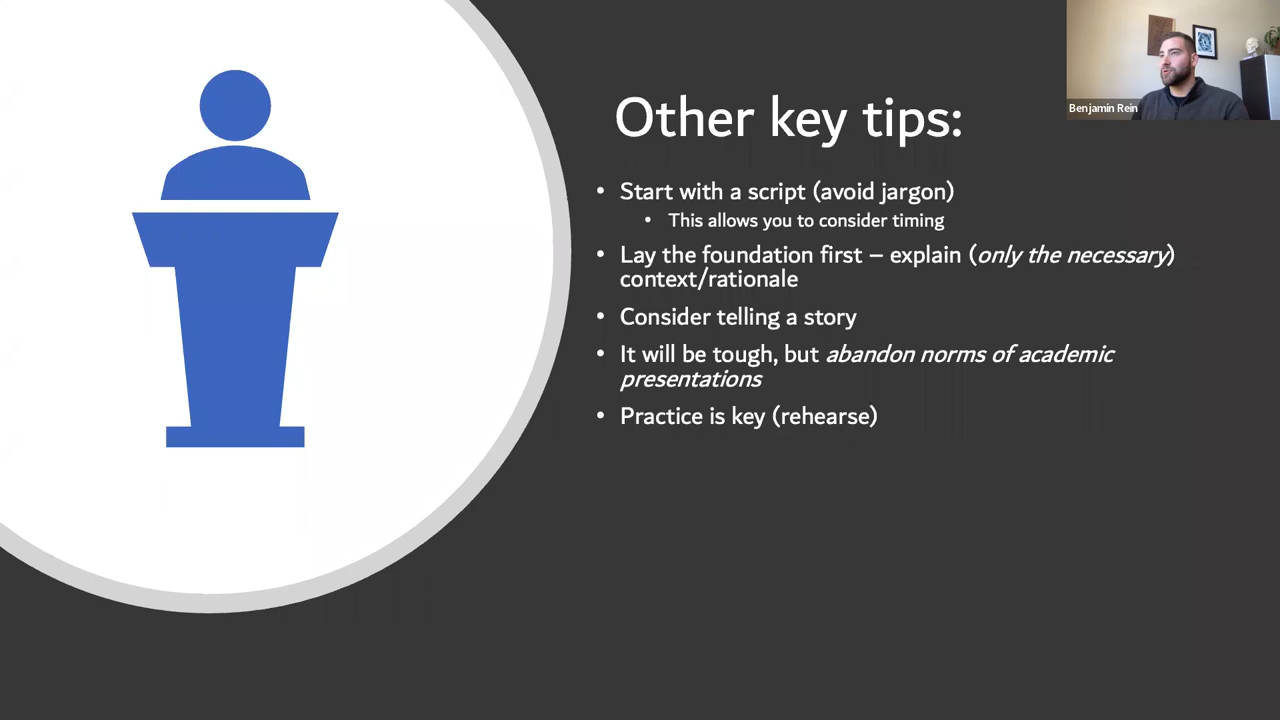 Other key tips:
Benjamin Rein
• Start with a script (avoid jargon)
• This allows you to consider timing
• Lay the foundation first – explain (only the necessary)
context/rationale
• Consider telling a story
• It will be tough, but abandon norms of academic
presentations
• Practice is key (rehearse)